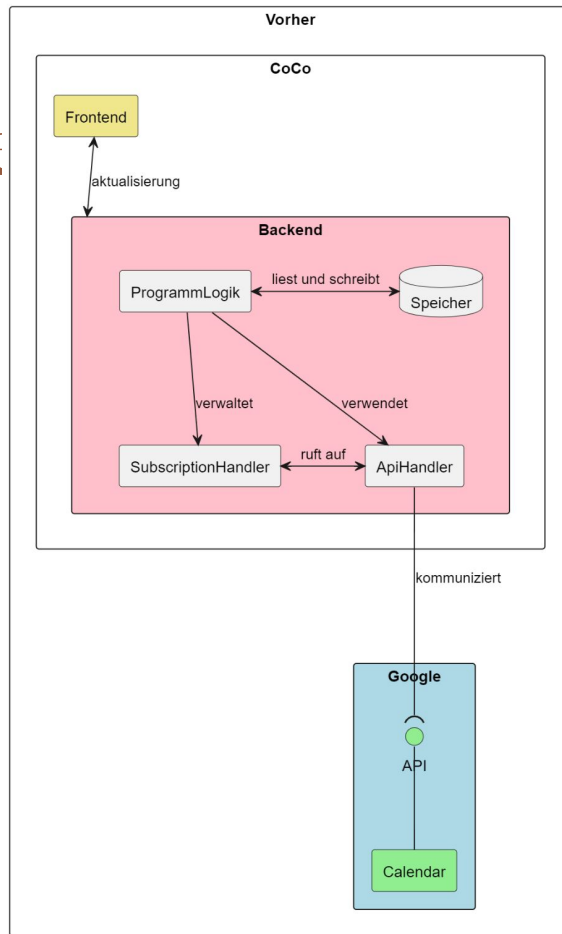 Vorher
CoCo
Frontend
aktualisierung
Backend
ProgrammLogik
liest und schreibt
Speicher
verwaltet
verwendet
SubscriptionHandler
ruft auf
ApiHandler
kommuniziert
Google
API
Calendar